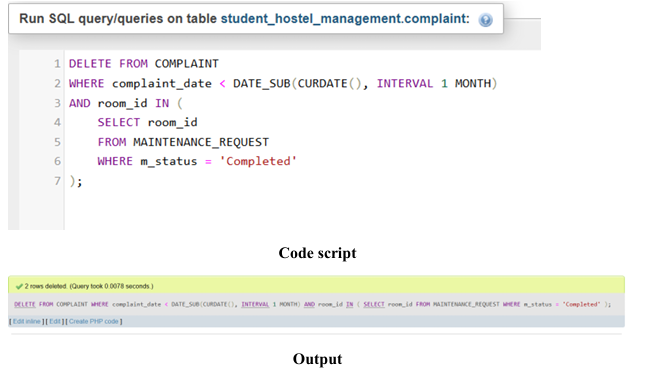 Run SQL query/queries on table student_hostel_management.complaint:
1 DELETE FROM COMPLAINT
2 WHERE complaint_date < DATE_SUB(CURDATE(), INTERVAL 1 MONTH)
3 AND room_id IN (
4 SELECT room_id
5 FROM MAINTENANCE_REQUEST
6 WHERE m_status = 'Completed'
7 );
Code script
2 rows deleted. (Query took 0.0078 seconds.)
DELETE FROM COMPLAINT WHERE complaint_date < DATE_SUB(CURDATE(), INTERVAL 1 MONTH) AND room_id IN ( SELECT room_id FROM MAINTENANCE_REQUEST WHERE m_status = 'Completed' );
[ Edit inline ] [ Edit ] [ Create PHP code ]
Output